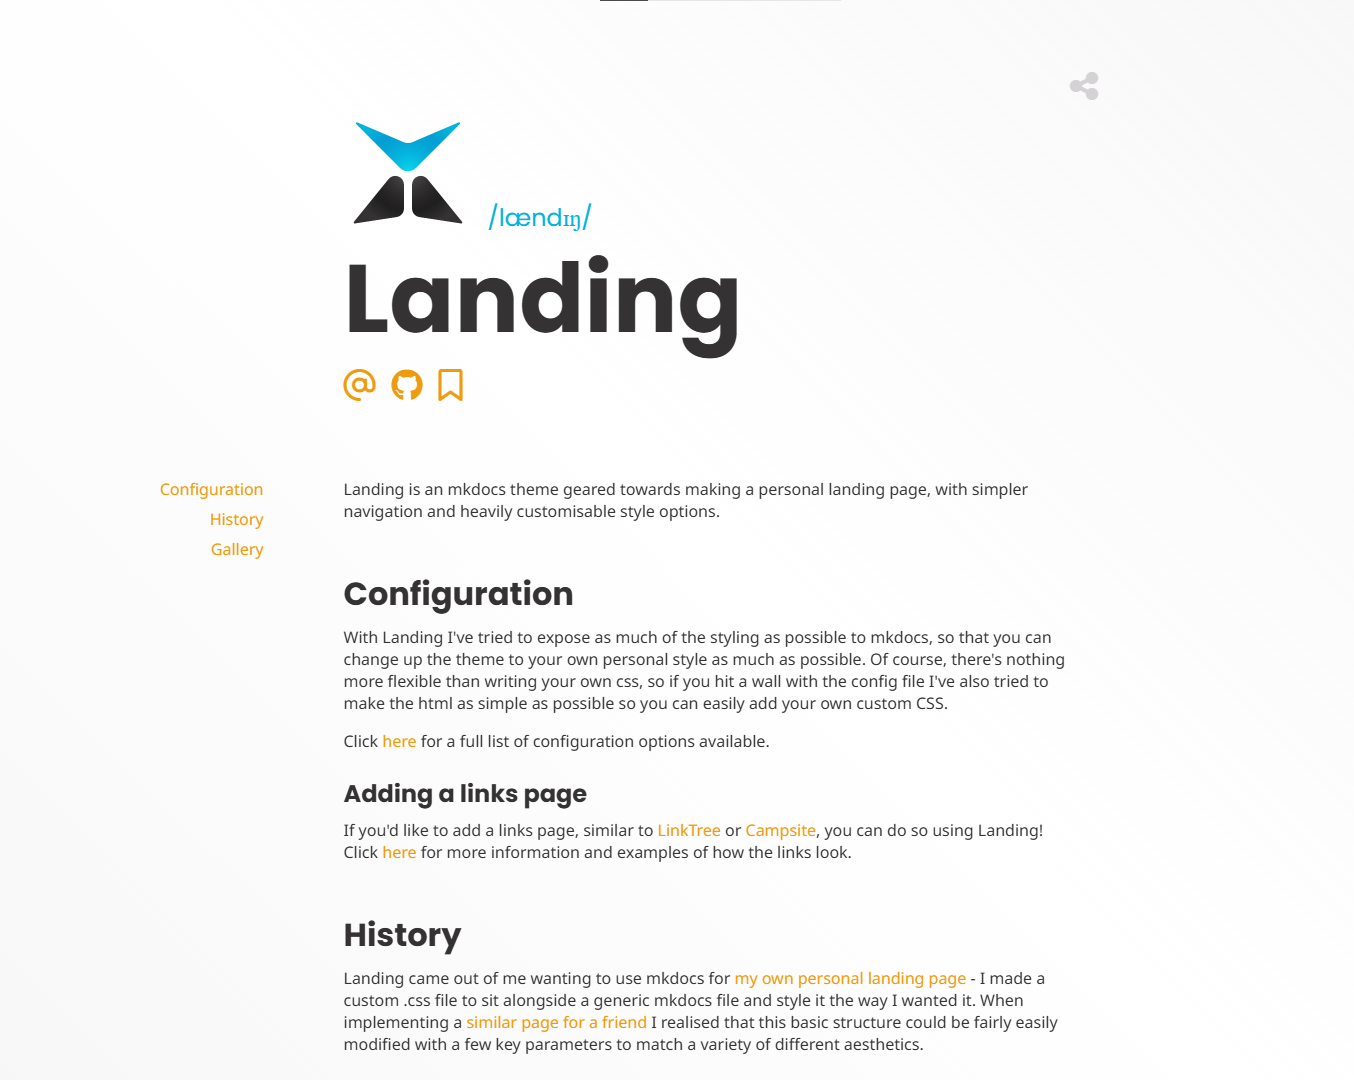 /lændɪŋ/
Landing
Configuration
History
Gallery
Landing is an mkdocs theme geared towards making a personal landing page, with simpler
navigation and heavily customisable style options.
Configuration
With Landing I've tried to expose as much of the styling as possible to mkdocs, so that you can
change up the theme to your own personal style as much as possible. Of course, there's nothing
more flexible than writing your own css, so if you hit a wall with the config file I've also tried to
make the html as simple as possible so you can easily add your own custom CSS.
Click here for a full list of configuration options available.
Adding a links page
If you'd like to add a links page, similar to LinkTree or Campsite, you can do so using Landing!
Click here for more information and examples of how the links look.
History
Landing came out of me wanting to use mkdocs for my own personal landing page - I made a
custom .css file to sit alongside a generic mkdocs file and style it the way I wanted it. When
implementing a similar page for a friend I realised that this basic structure could be fairly easily
modified with a few key parameters to match a variety of different aesthetics.